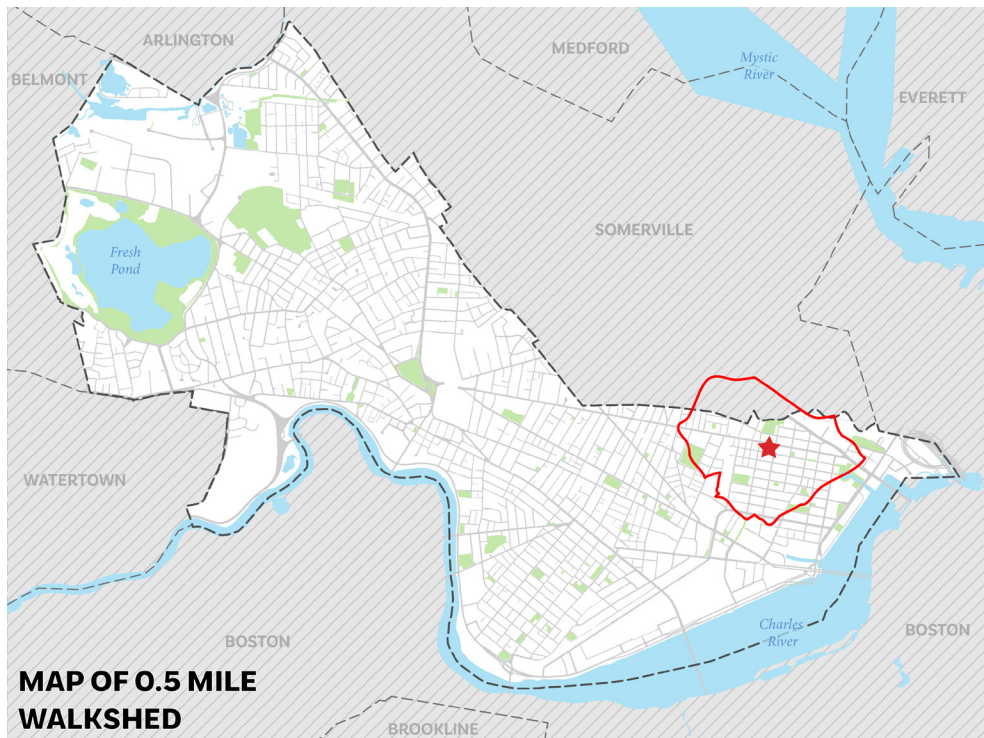 ARLINGTON
MEDFORD
Mystic
River
BELMONT
EVERETT
SOMERVILLE
Fresh
Pond
WATERTOWN
Charles
River
BOSTON
BOSTON
MAP OF 0.5 MILE
WALKSHED
BROOKLINE